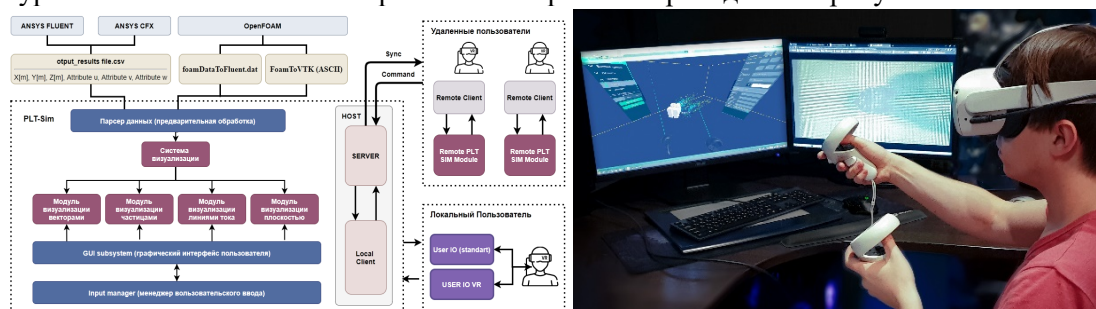 ANSYS FLUENT
ANSYS CFX
OpenFOAM
otput_results file.csv
X[m], Y[m], Z[m], Attribute u, Attribute v, Attribute w
foamDataToFluent.dat
FoamToVTK (ASCII)
PLT-Sim
Парсер данных (предварительная обработка)
Система
визуализации
Модуль
визуализации
векторами
Модуль
визуализации
частицами
Модуль
визуализации
линиями тока
Модуль
визуализации
плоскостью
GUI subsystem (графический интерфейс пользователя)
Input manager (менеджер вользовательского ввода)
HOST
SERVER
Local
Client
Sync
Command
Удаленные пользователи
Remote Client
Remote Client
Remote PLT
SIM Module
Remote PLT
SIM Module
Локальный Пользователь
User IO (standart)
USER IO VR